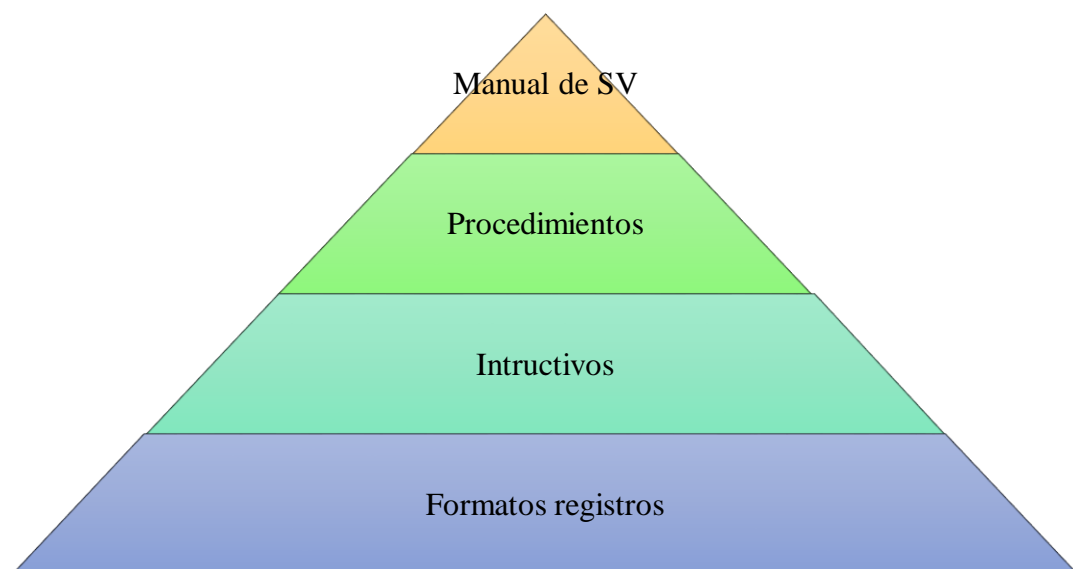 Manual de SV
Procedimientos
Intructivos
Formatos registros